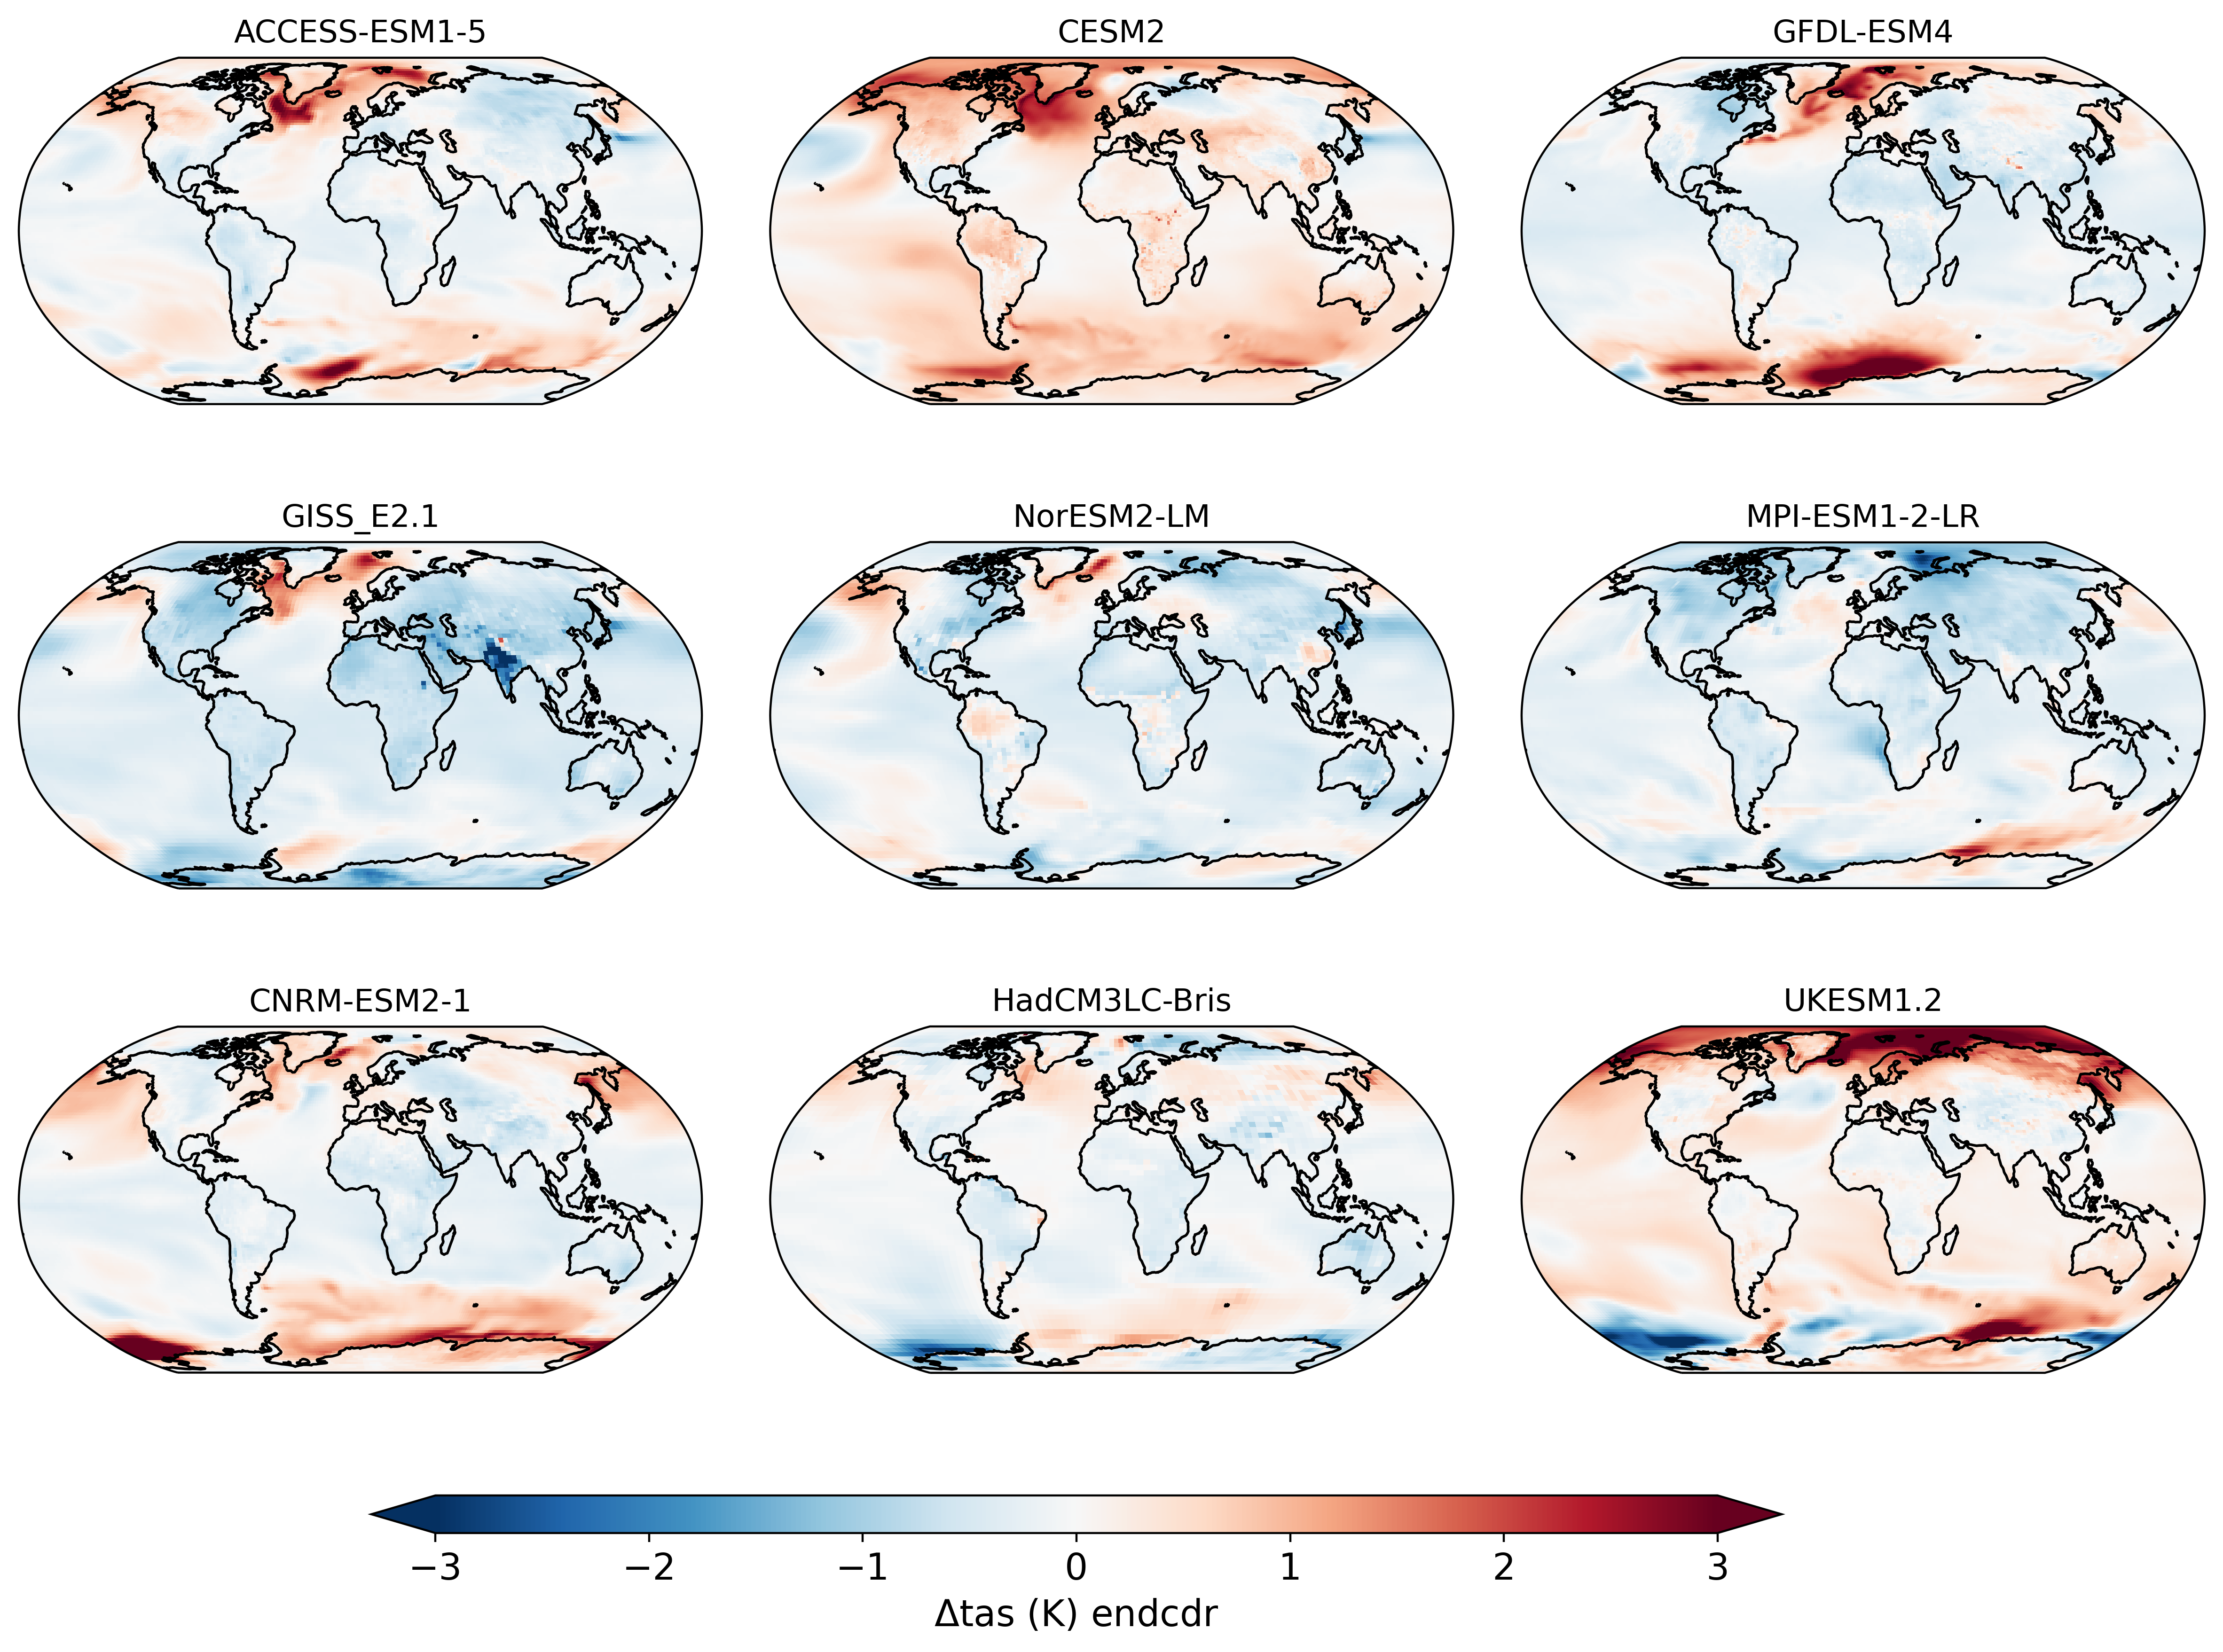 ACCESS-ESM1-5
CESM2
GFDL-ESM4
GISS_E2.1
NorESM2-LM
MPI-ESM1-2-LR
CNRM-ESM2-1
HadCM3LC-Bris
UKESM1.2
−3 −2 −1 0 1 2 3
Δtas (K) endcdr